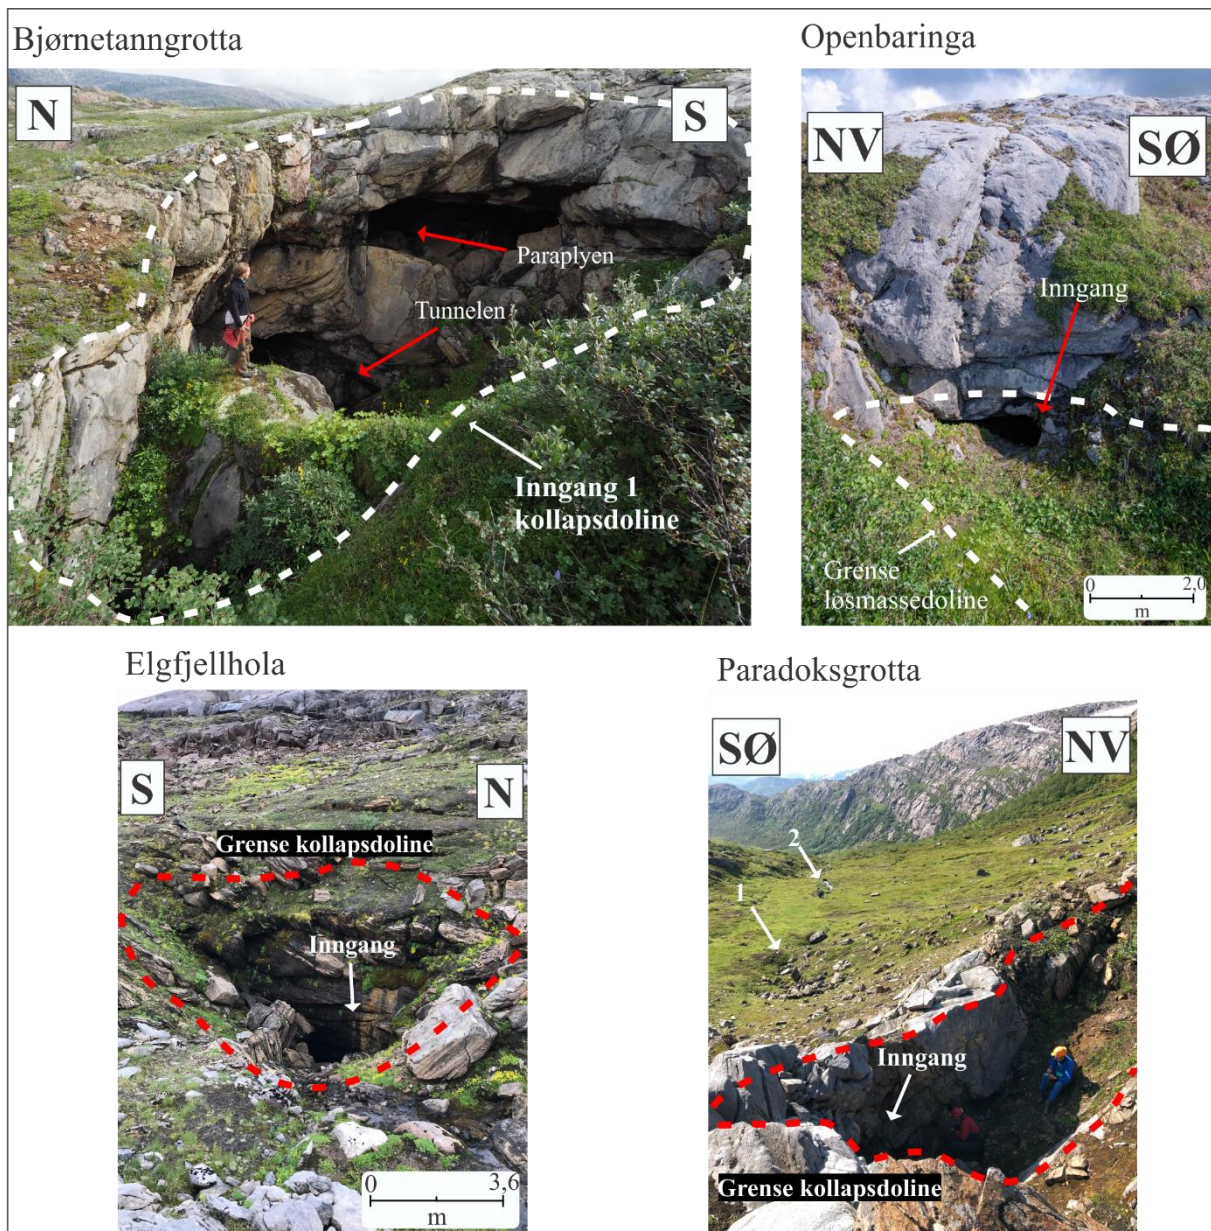 Bjørnetanngrotta
N
S
Paraplyen
Tunnelen
Inngang 1
kollapsdoline
Openbaringa
NV
SØ
Inngang
Grense
løsmassedoline
0
2,0
m
Elgfjellhola
S
N
Grense kollapsdoline
Inngang
0
3,6
m
Paradoksgrotta
SØ
NV
2
1
Inngang
Grense kollapsdoline